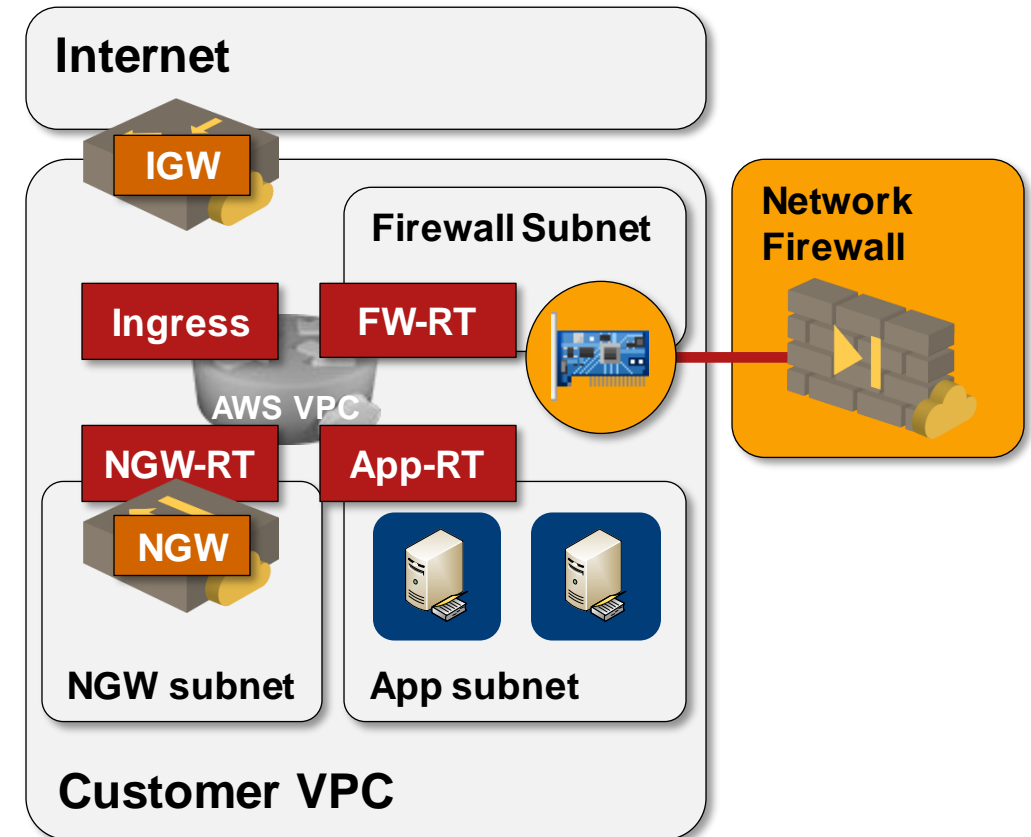 Internet
IGW
Firewall Subnet
Network
Firewall
Ingress
FW-RT
AWS VPC
NGW-RT
App-RT
NGW
NGW subnet
App subnet
Customer VPC